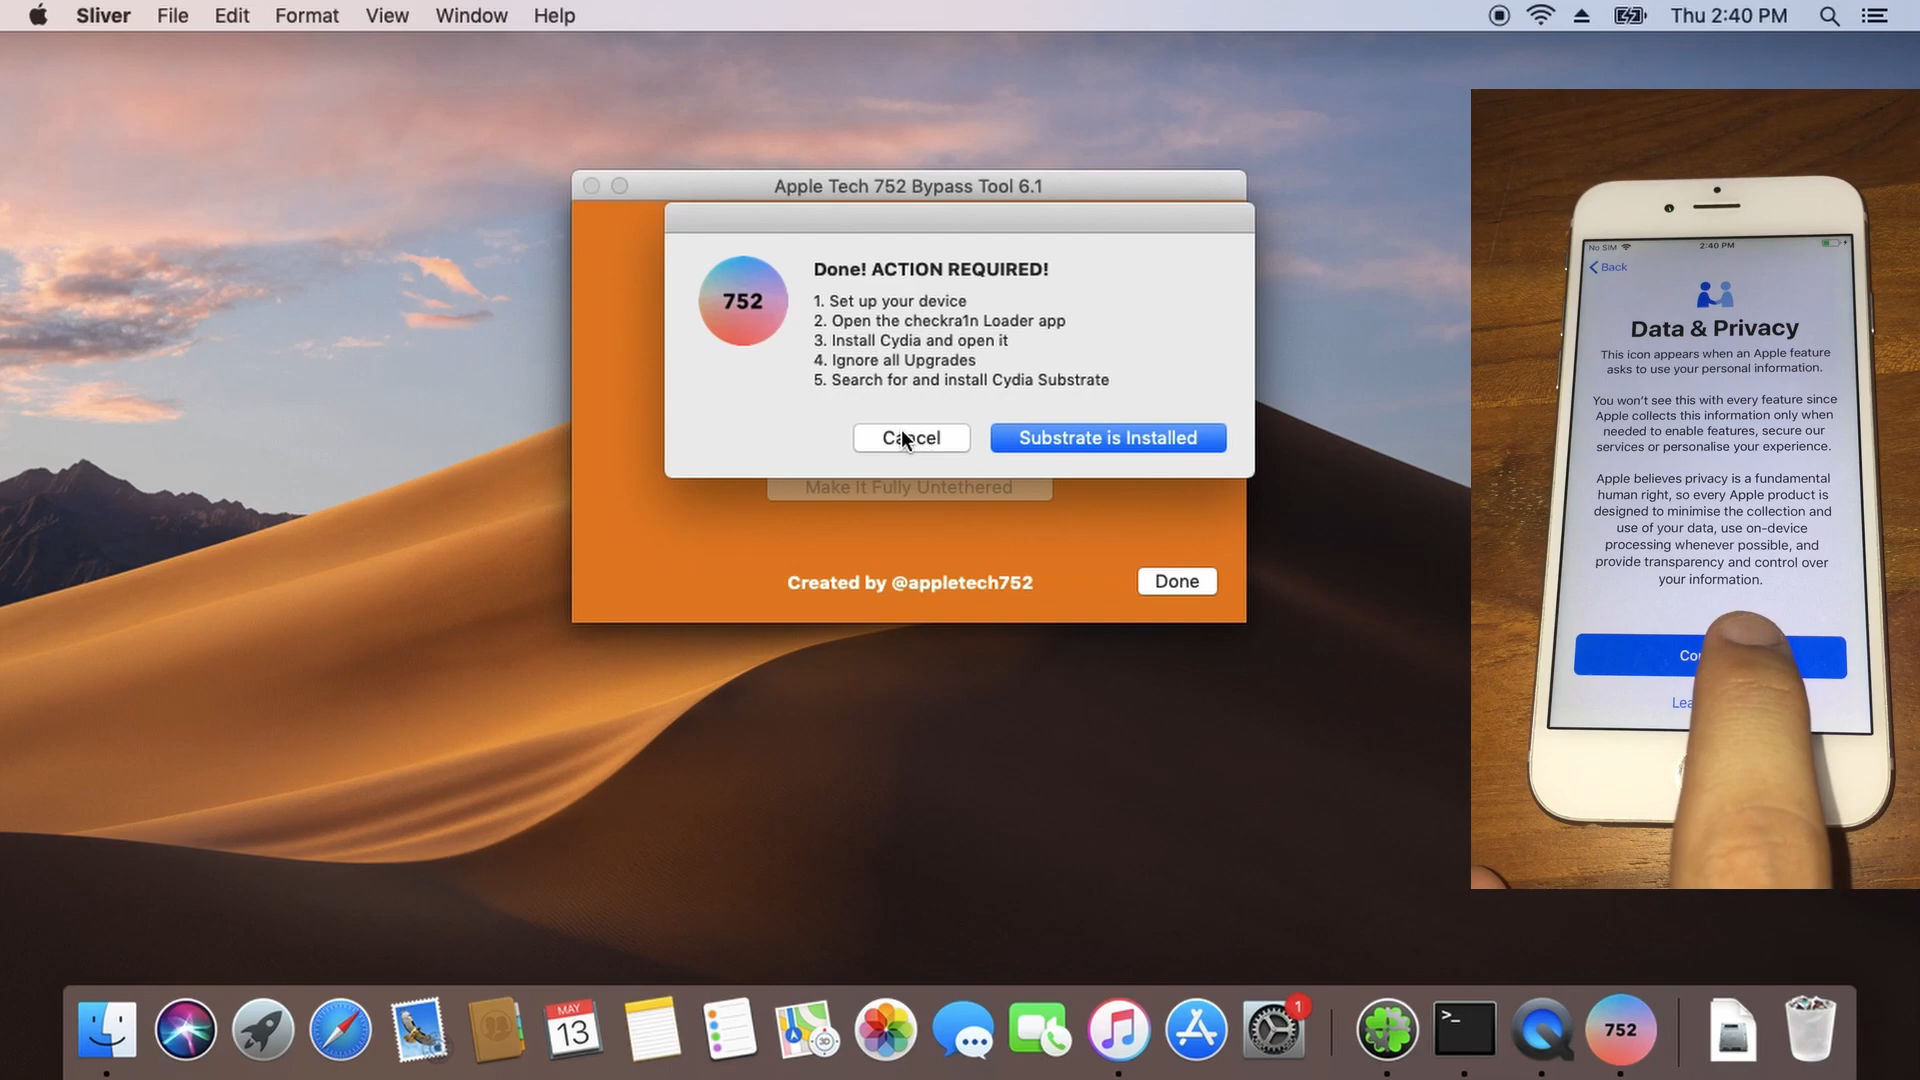 Sliver File Edit Format View Window Help
Thu 2:40 PM
Apple Tech 752 Bypass Tool 6.1
752
Done! ACTION REQUIRED!
1. Set up your device
2. Open the checkra1n Loader app
3. Install Cydia and open it
4. Ignore all Upgrades
5. Search for and install Cydia Substrate
Cancel
Substrate is Installed
Make It Fully Untethered
Created by @appletech752
Done
No SIM
2:40 PM
Back
Data & Privacy
This icon appears when an Apple feature
asks to use your personal information.
You won't see this with every feature since
Apple collects this information only when
needed to enable features, secure our
services or personalise your experience.
Apple believes privacy is a fundamental
human right, so every Apple product is
designed to minimise the collection and
use of your data, use on-device
processing whenever possible, and
provide transparency and control over
your information.
MAY
13
3D
1
>_
752